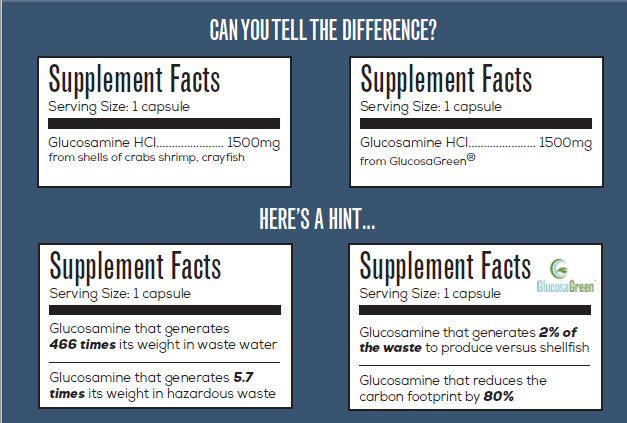 CAN YOU TELL THE DIFFERENCE?
Supplement Facts
Serving Size: 1 capsule
Glucosamine HCl...................... 1500mg
from shells of crabs shrimp, crayfish
Supplement Facts
Serving Size: 1 capsule
Glucosamine HCl...................... 1500mg
from GlucosaGreen®
HERE'S A HINT...
Supplement Facts
Serving Size: 1 capsule
Glucosamine that generates
466 times its weight in waste water
Glucosamine that generates 5.7
times its weight in hazardous waste
Supplement Facts
GlucosaGreen®
Serving Size: 1 capsule
Glucosamine that generates 2% of
the waste to produce versus shellfish
Glucosamine that reduces the
carbon footprint by 80%